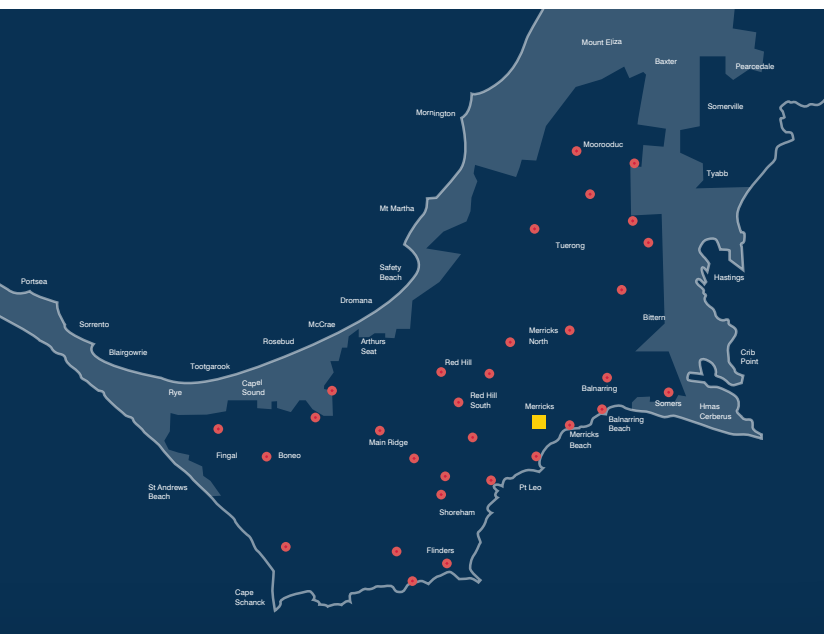 Mount Eliza
Baxter
Pearcedale
Somerville
Mornington
Moorooduc
Tyabb
Mt Martha
Tuerong
Safety
Beach
Hastings
Portsea
Dromana
Bittern
Sorrento
McCrae
Merricks
North
Rosebud
Arthurs
Seat
Blairgowrie
Crib
Point
Tootgarook
Red Hill
Capel
Sound
Rye
Balnarring
Red Hill
South
Merricks
Somers
Hmas
Cerberus
Balnarring
Beach
Main Ridge
Merricks
Beach
Fingal
Boneo
St Andrews
Beach
Pt Leo
Shoreham
Flinders
Cape
Schanck